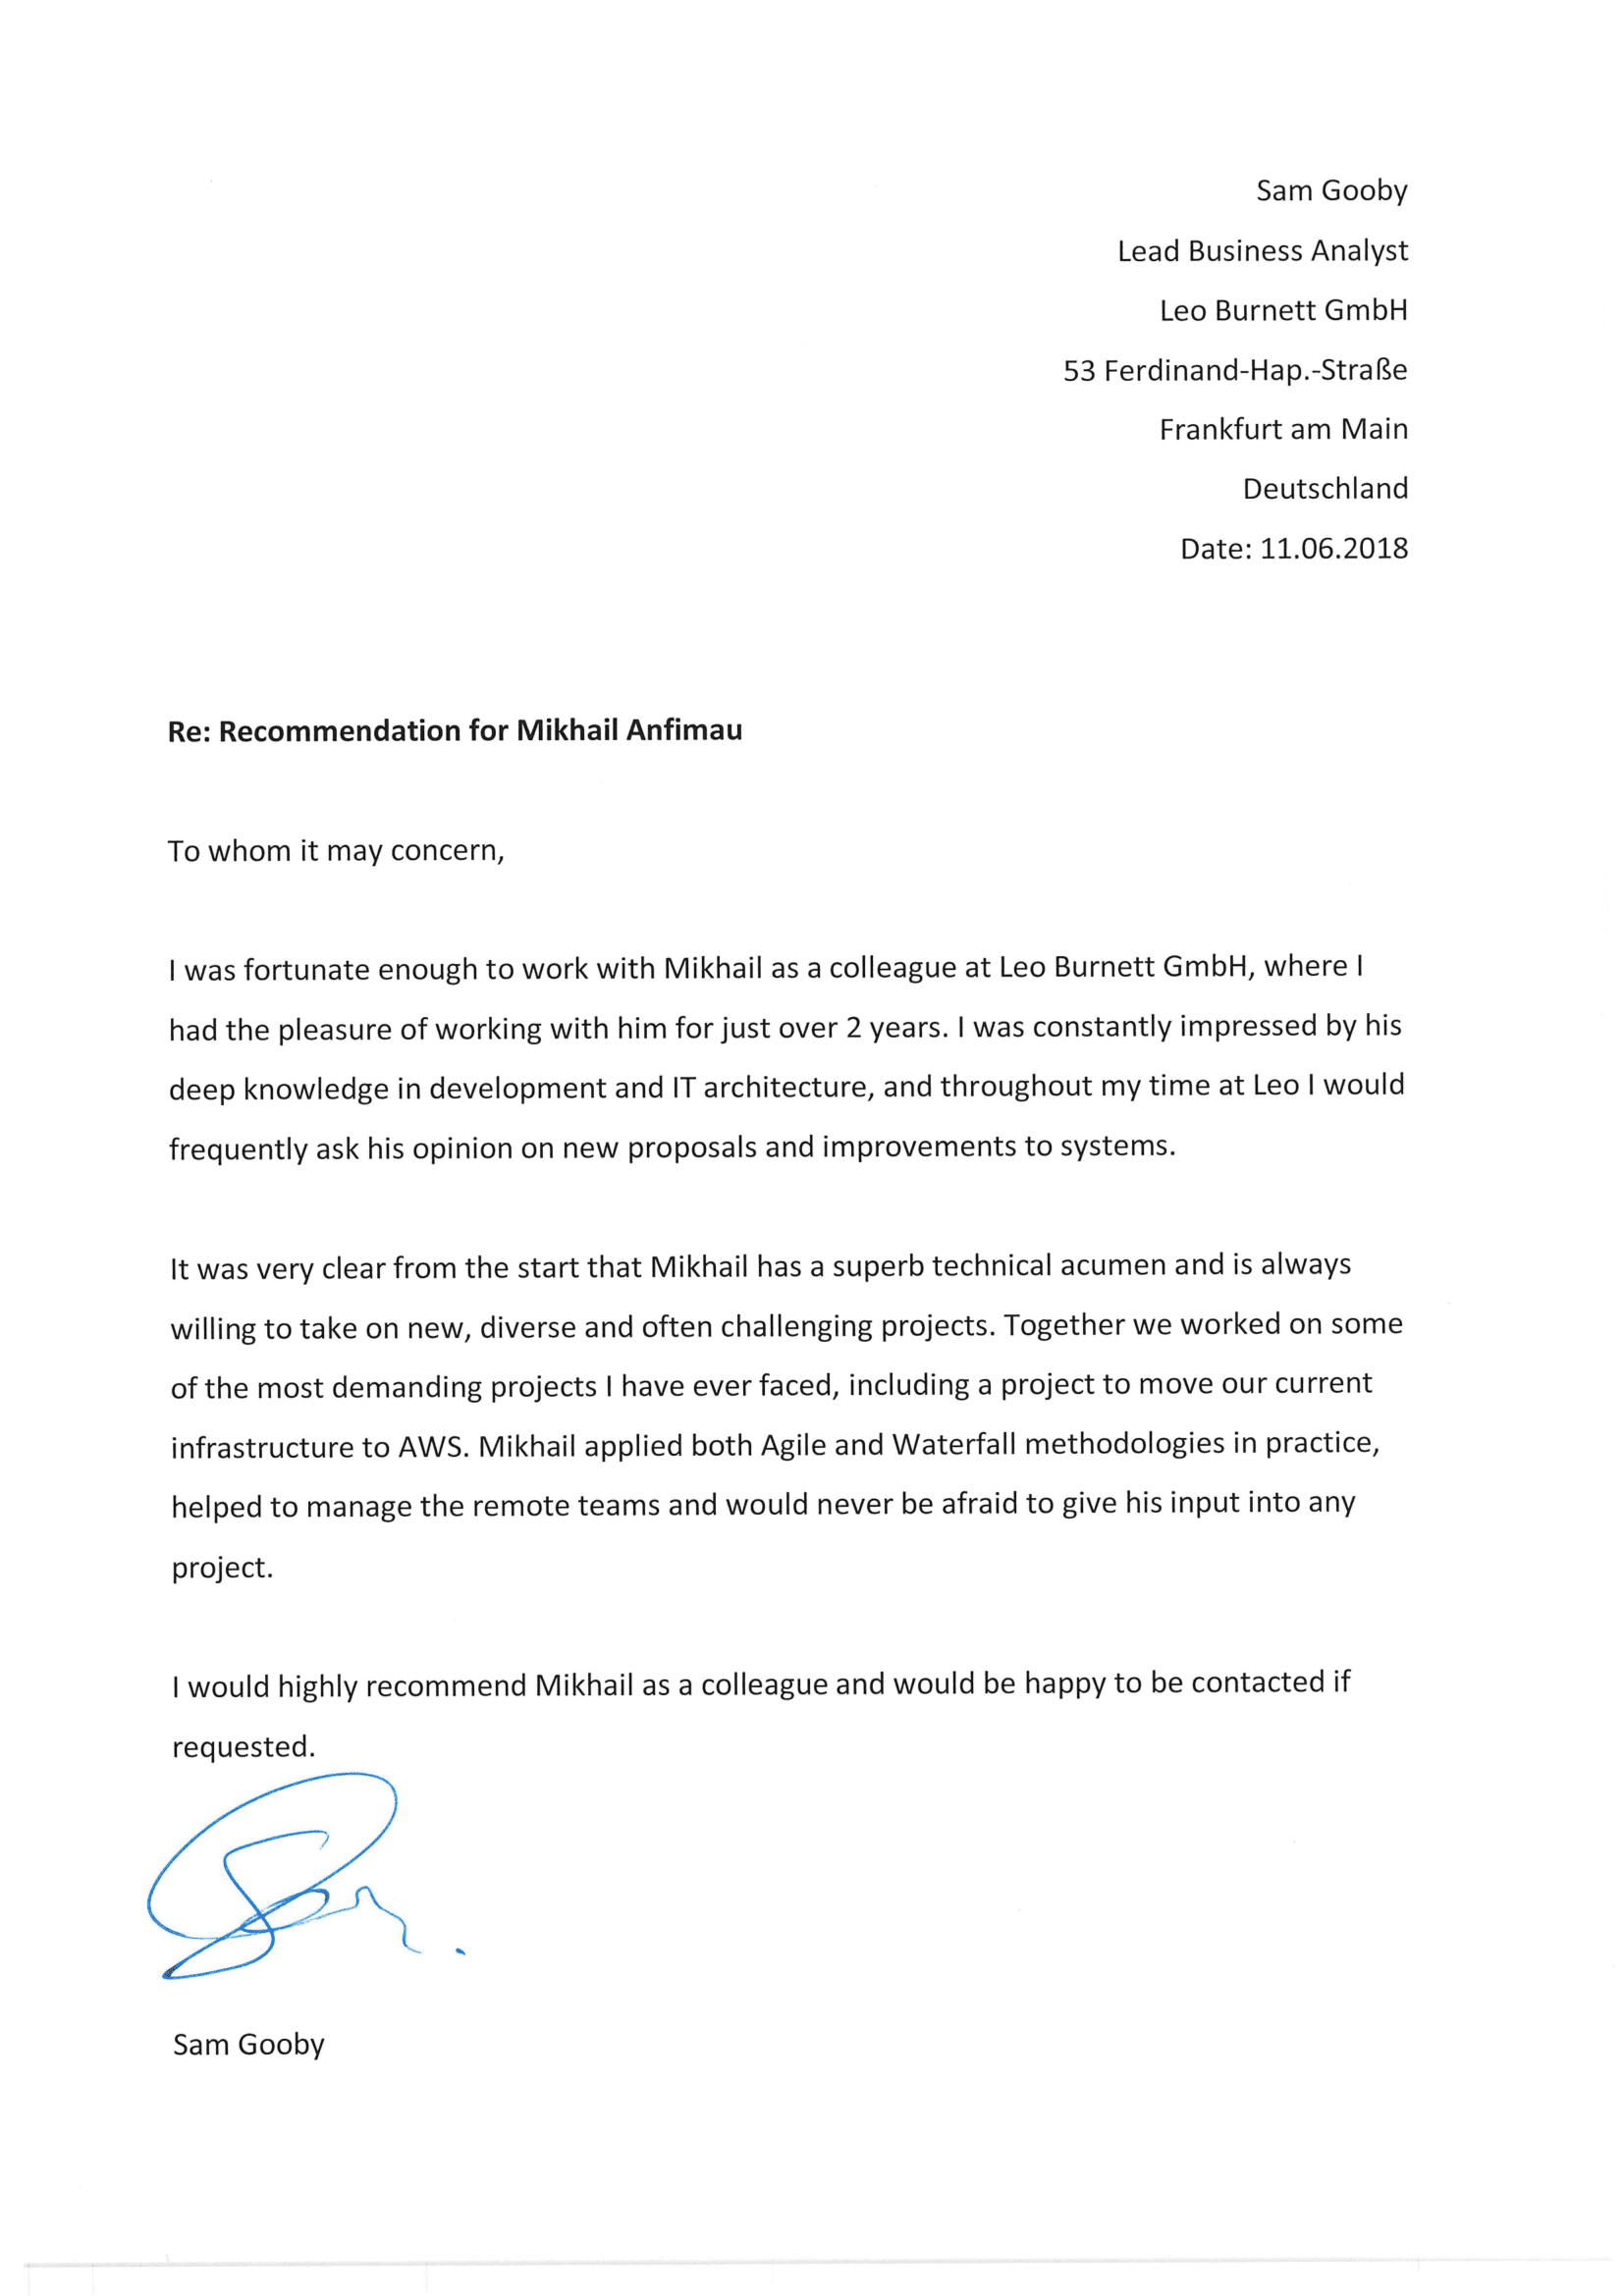 Sam Gooby
Lead Business Analyst
Leo Burnett GmbH
53 Ferdinand-Hap.-Straße
Frankfurt am Main
Deutschland
Date: 11.06.2018
Re: Recommendation for Mikhail Anfimau
To whom it may concern,
I was fortunate enough to work with Mikhail as a colleague at Leo Burnett GmbH, where I
had the pleasure of working with him for just over 2 years. I was constantly impressed by his
deep knowledge in development and IT architecture, and throughout my time at Leo I would
frequently ask his opinion on new proposals and improvements to systems.
It was very clear from the start that Mikhail has a superb technical acumen and is always
willing to take on new, diverse and often challenging projects. Together we worked on some
of the most demanding projects I have ever faced, including a project to move our current
infrastructure to AWS. Mikhail applied both Agile and Waterfall methodologies in practice,
helped to manage the remote teams and would never be afraid to give his input into any
project.
I would highly recommend Mikhail as a colleague and would be happy to be contacted if
requested.
Sam Gooby